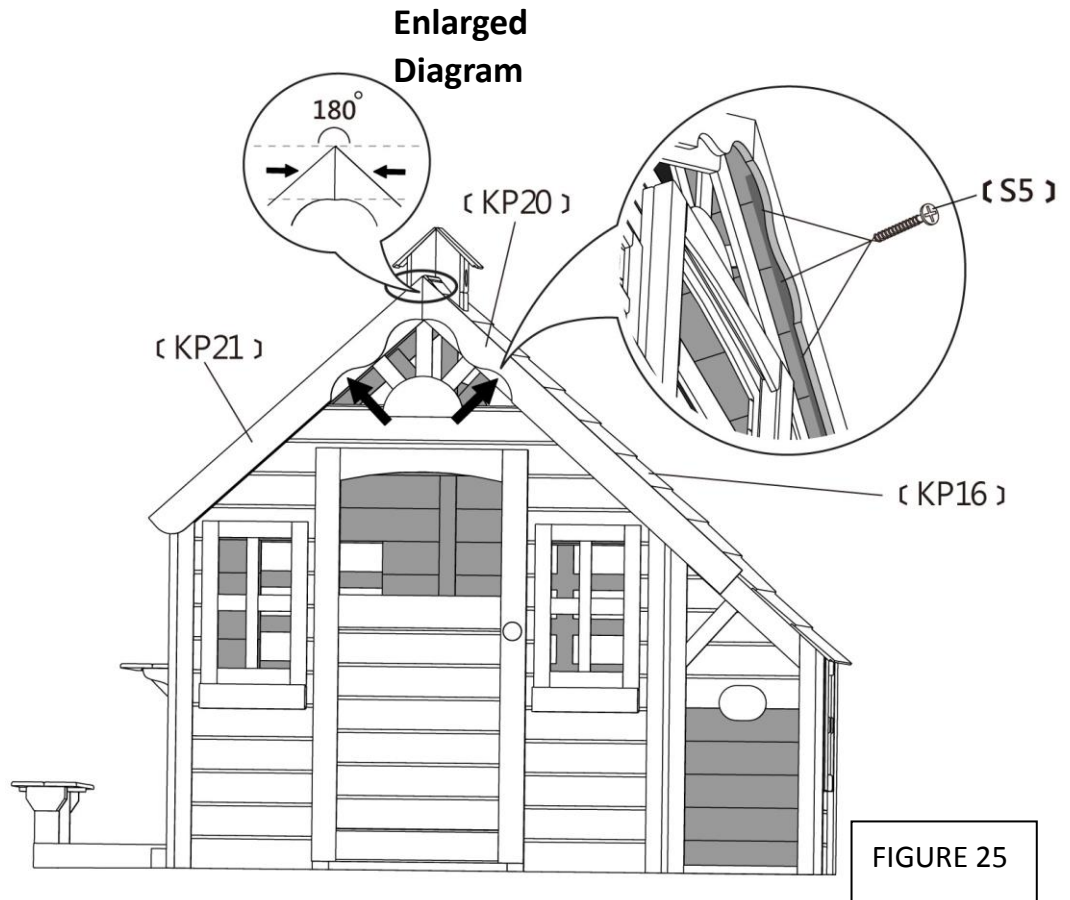 Enlarged
Diagram
180°
〔 KP20 〕
〔 S5 〕
〔 KP21 〕
〔 KP16 〕
FIGURE 25